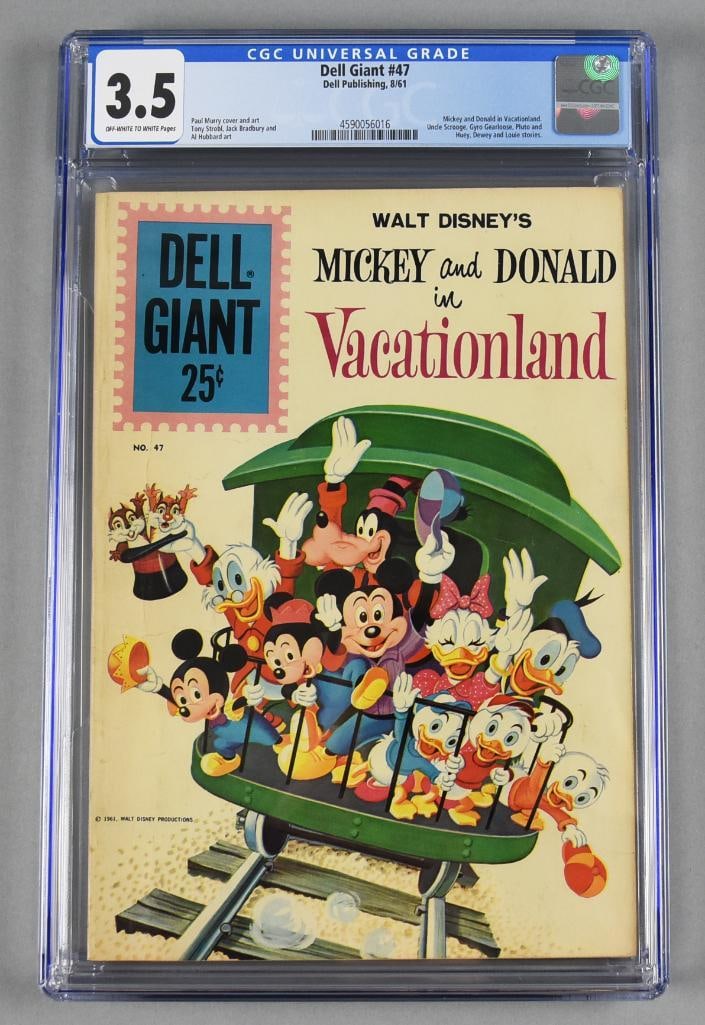 CGC UNIVERSAL GRADE
3.5
OFF-WHITE TO WHITE Pages
Dell Giant #47
Dell Publishing, 8/61
Paul Murry cover and art
Tony Strobl, Jack Bradbury and
Al Hubbard art
4590056016
Mickey and Donald in Vacationland.
Uncle Scrooge, Gyro Gearloose, Pluto and
Huey, Dewey and Louie stories.
CGC
DELL®
GIANT
25¢
NO. 47
WALT DISNEY'S
MICKEY and DONALD
in
Vacationland
© 1961, WALT DISNEY PRODUCTIONS